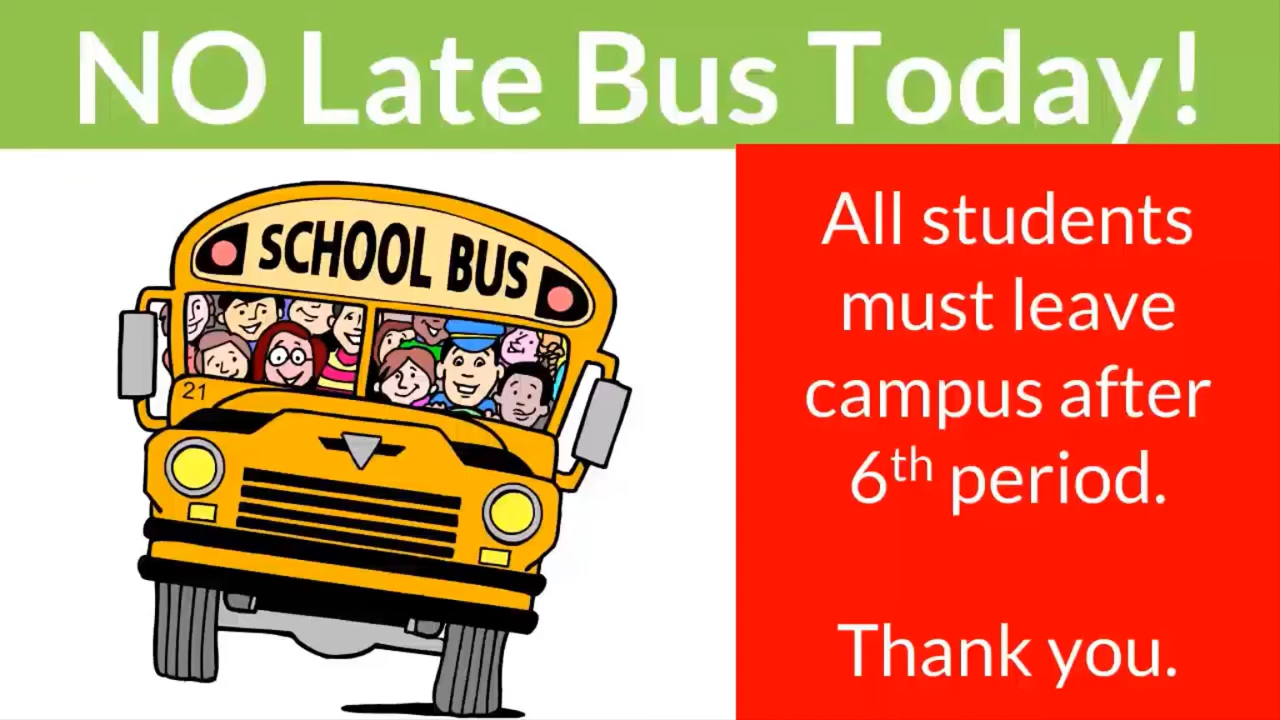 NO Late Bus Today!
SCHOOL BUS
21
All students
must leave
campus after
6th period.
Thank you.